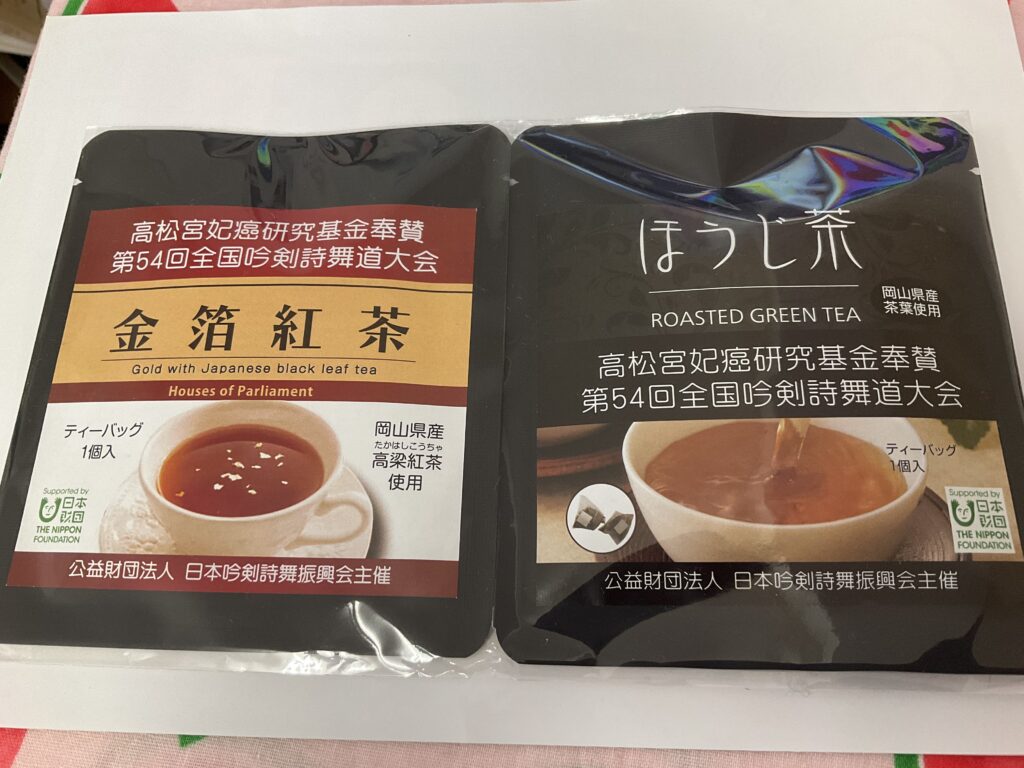 高松宮妃癌研究基金奉賛
第54回全国吟剣詩舞道大会
金箔紅茶
Gold with Japanese black leaf tea
Houses of Parliament
ティーバッグ
1個入
岡山県産
たかはしこうちゃ
高梁紅茶
使用
Supported by
日本
財団
THE NIPPON
FOUNDATION
公益財団法人 日本吟剣詩舞振興会主催
ほうじ茶
ROASTED GREEN TEA
岡山県産
茶葉使用
高松宮妃癌研究基金奉賛
第54回全国吟剣詩舞道大会
ティーバッグ
1個入
Supported by
日本
財団
THE NIPPON
FOUNDATION
公益財団法人 日本吟剣詩舞振興会主催